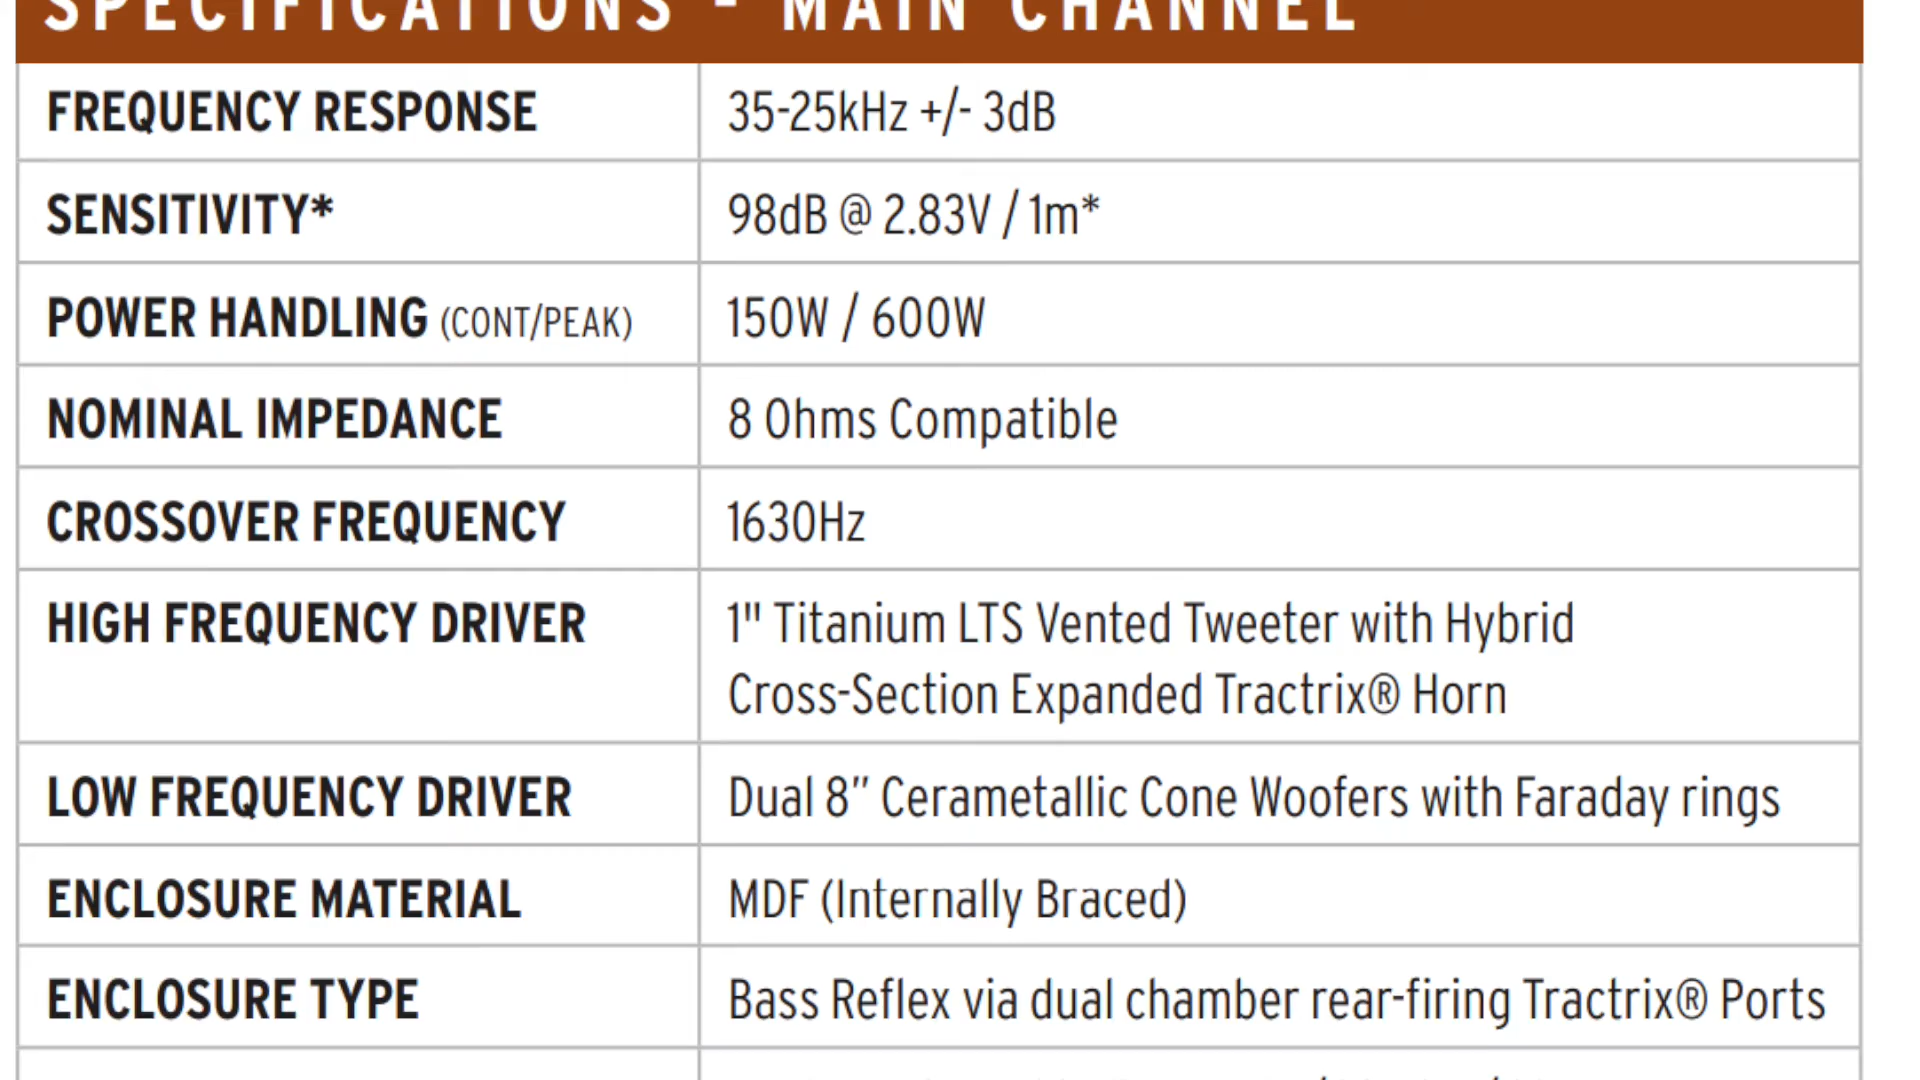 SPECIFICATIONS - MAIN CHANNEL
FREQUENCY RESPONSE 35-25kHz +/- 3dB
SENSITIVITY* 98dB @ 2.83V / 1m*
POWER HANDLING (CONT/PEAK) 150W / 600W
NOMINAL IMPEDANCE 8 Ohms Compatible
CROSSOVER FREQUENCY 1630Hz
HIGH FREQUENCY DRIVER 1" Titanium LTS Vented Tweeter with Hybrid
Cross-Section Expanded Tractrix® Horn
LOW FREQUENCY DRIVER Dual 8” Cerametallic Cone Woofers with Faraday rings
ENCLOSURE MATERIAL MDF (Internally Braced)
ENCLOSURE TYPE Bass Reflex via dual chamber rear-firing Tractrix® Ports